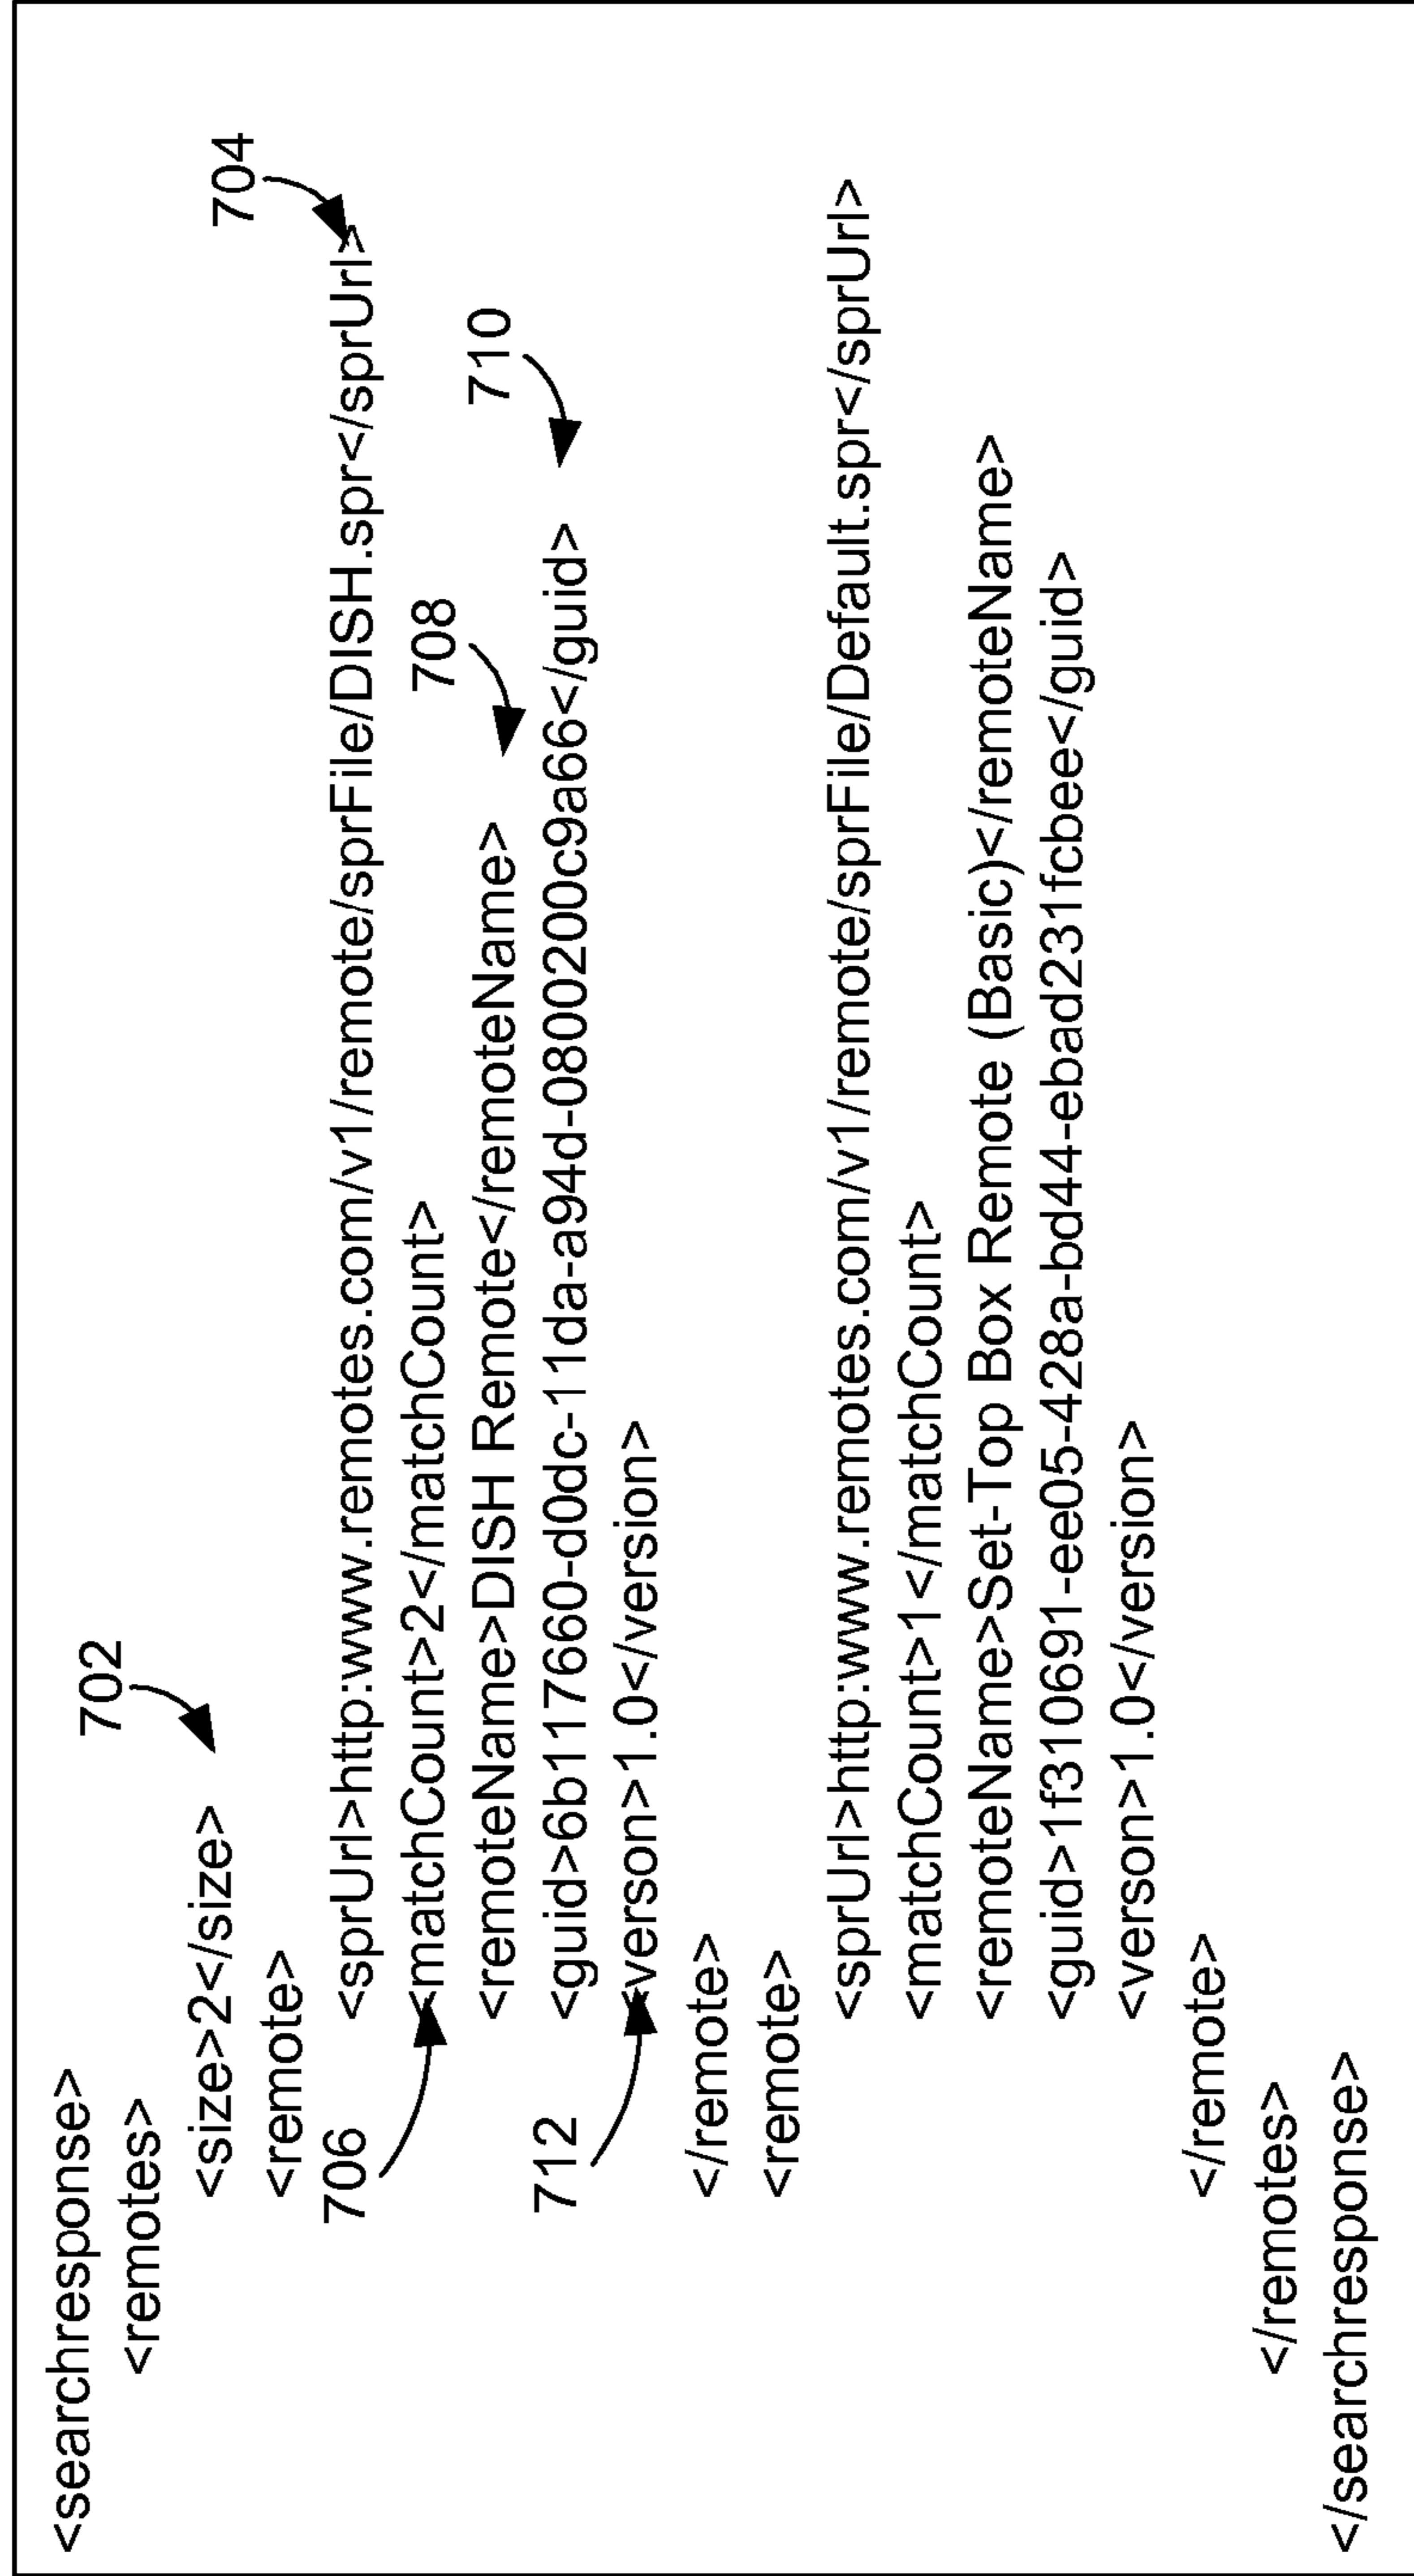 <searchresponse>
<remotes>
702
<size>2</size>
<remote>
704
<sprUrl>http:www.remotes.com/v1/remote/sprFile/DISH.spr</sprUrl>
706
<matchCount>2</matchCount>
708
<remoteName>DISH Remote</remoteName>
710
<guid>6b117660-d0dc-11da-a94d-0800200c9a66</guid>
712
<verson>1.0</version>
</remote>
<remote>
<sprUrl>http:www.remotes.com/v1/remote/sprFile/Default.spr</sprUrl>
<matchCount>1</matchCount>
<remoteName>Set-Top Box Remote (Basic)</remoteName>
<guid>1f310691-ee05-428a-bd44-ebad231fcbee</guid>
<verson>1.0</version>
</remote>
</remotes>
</searchresponse>